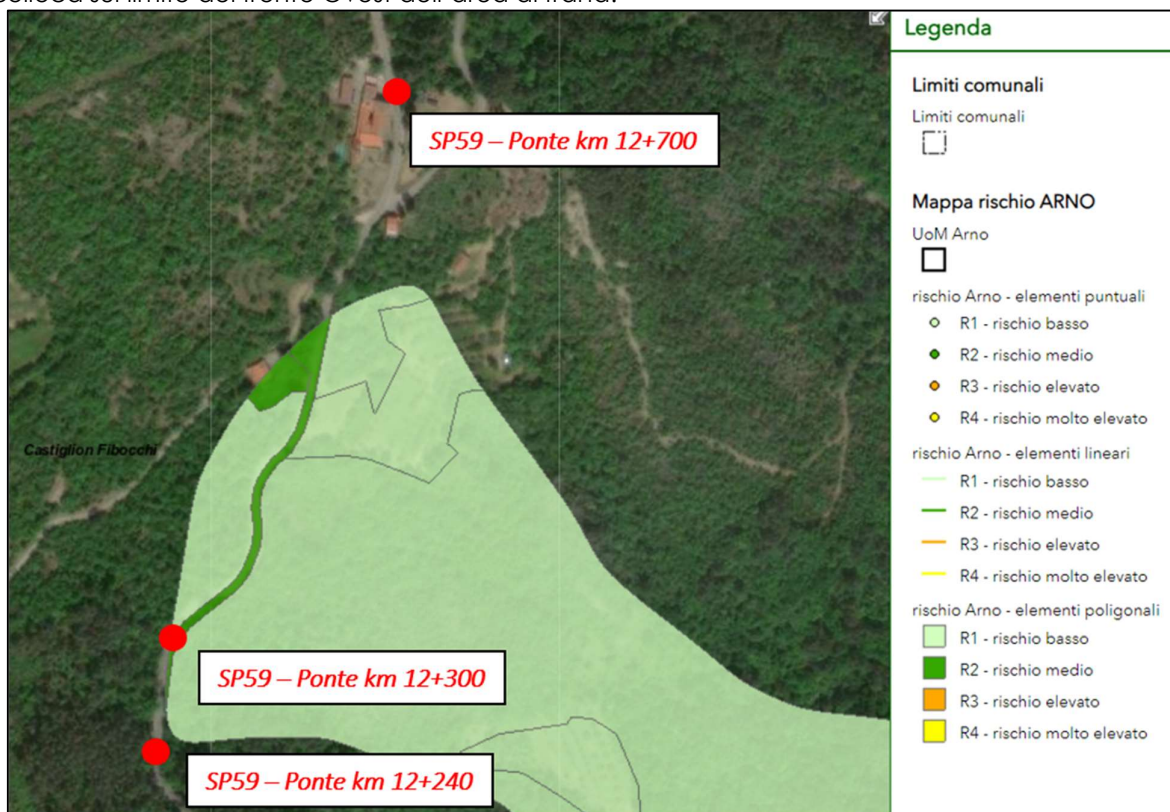 SP59 – Ponte km 12+700
Castiglion Fibocchi
SP59 – Ponte km 12+300
SP59 – Ponte km 12+240
Legenda
Limiti comunali
Limiti comunali
Mappa rischio ARNO
UoM Arno
rischio Arno - elementi puntuali
R1 - rischio basso
R2 - rischio medio
R3 - rischio elevato
R4 - rischio molto elevato
rischio Arno - elementi lineari
R1 - rischio basso
R2 - rischio medio
R3 - rischio elevato
R4 - rischio molto elevato
rischio Arno - elementi poligonali
R1 - rischio basso
R2 - rischio medio
R3 - rischio elevato
R4 - rischio molto elevato